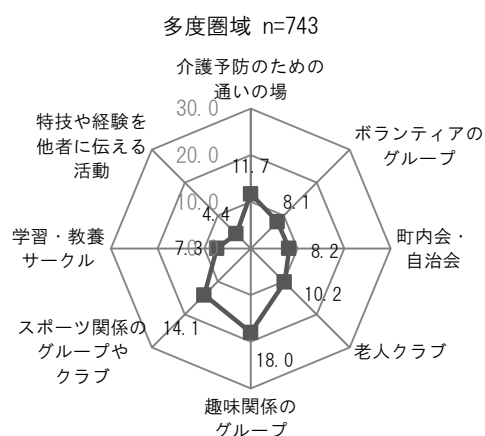 多度圏域 n=743
介護予防のための
通いの場
ボランティアの
グループ
町内会・
自治会
老人クラブ
趣味関係の
グループ
スポーツ関係の
グループや
クラブ
学習・教養
サークル
特技や経験を
他者に伝える
活動
30.0
20.0
10.0
0.0
11.7
8.1
8.2
10.2
18.0
14.1
7.3
4.4